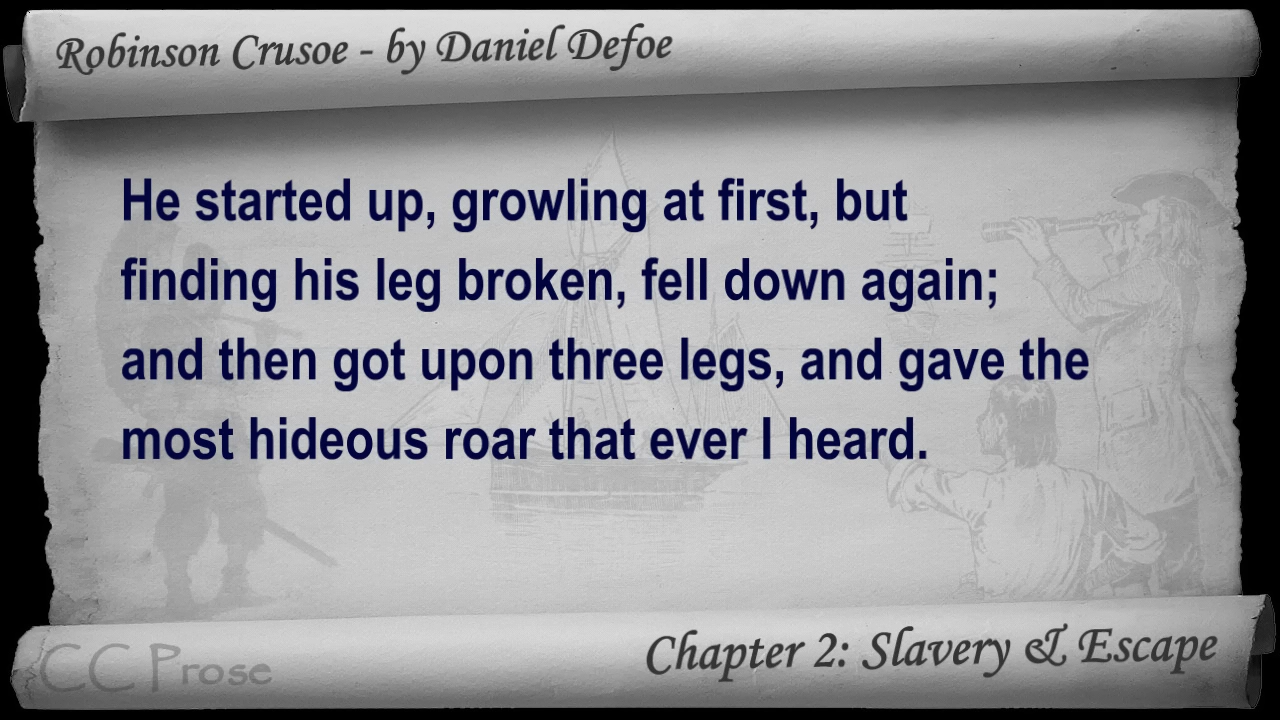 Robinson Crusoe - by Daniel Defoe
He started up, growling at first, but
finding his leg broken, fell down again;
and then got upon three legs, and gave the
most hideous roar that ever I heard.
Chapter 2: Slavery & Escape
CC Prose